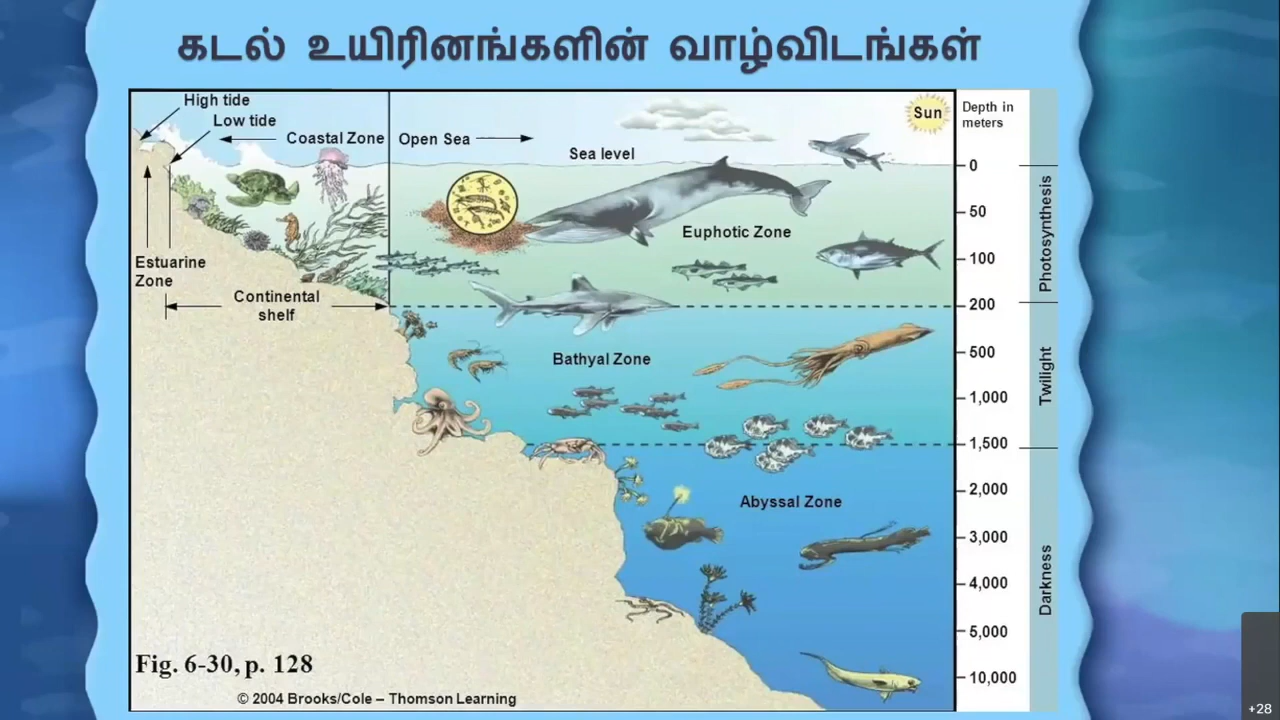 கடல் உயிரினங்களின் வாழ்விடங்கள்
High tide
Low tide
Coastal Zone
Open Sea
Sea level
Sun
Depth in
meters
0
50
100
200
500
1,000
1,500
2,000
3,000
4,000
5,000
10,000
Photosynthesis
Twilight
Darkness
Euphotic Zone
Estuarine
Zone
Continental
shelf
Bathyal Zone
Abyssal Zone
Fig. 6-30, p. 128
© 2004 Brooks/Cole – Thomson Learning
+28